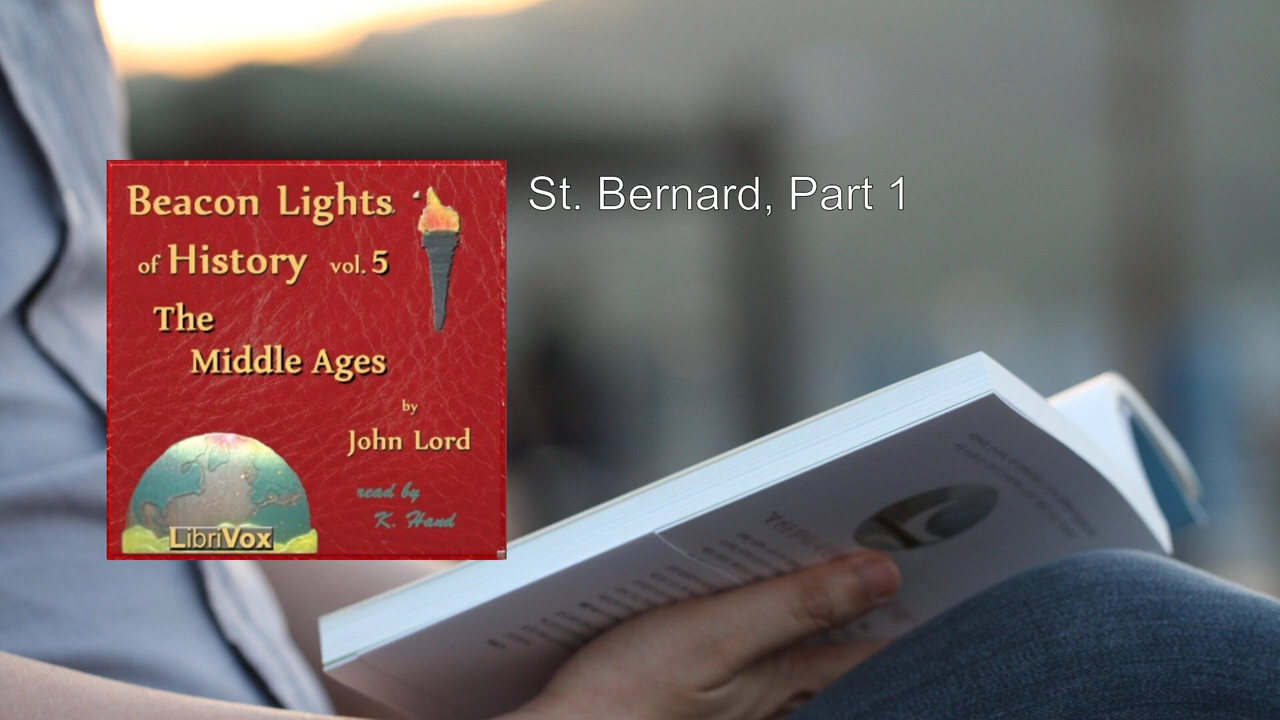 Beacon Lights
of History vol. 5
The
Middle Ages
by
John Lord
read by
K. Hand
LibriVox
St. Bernard, Part 1